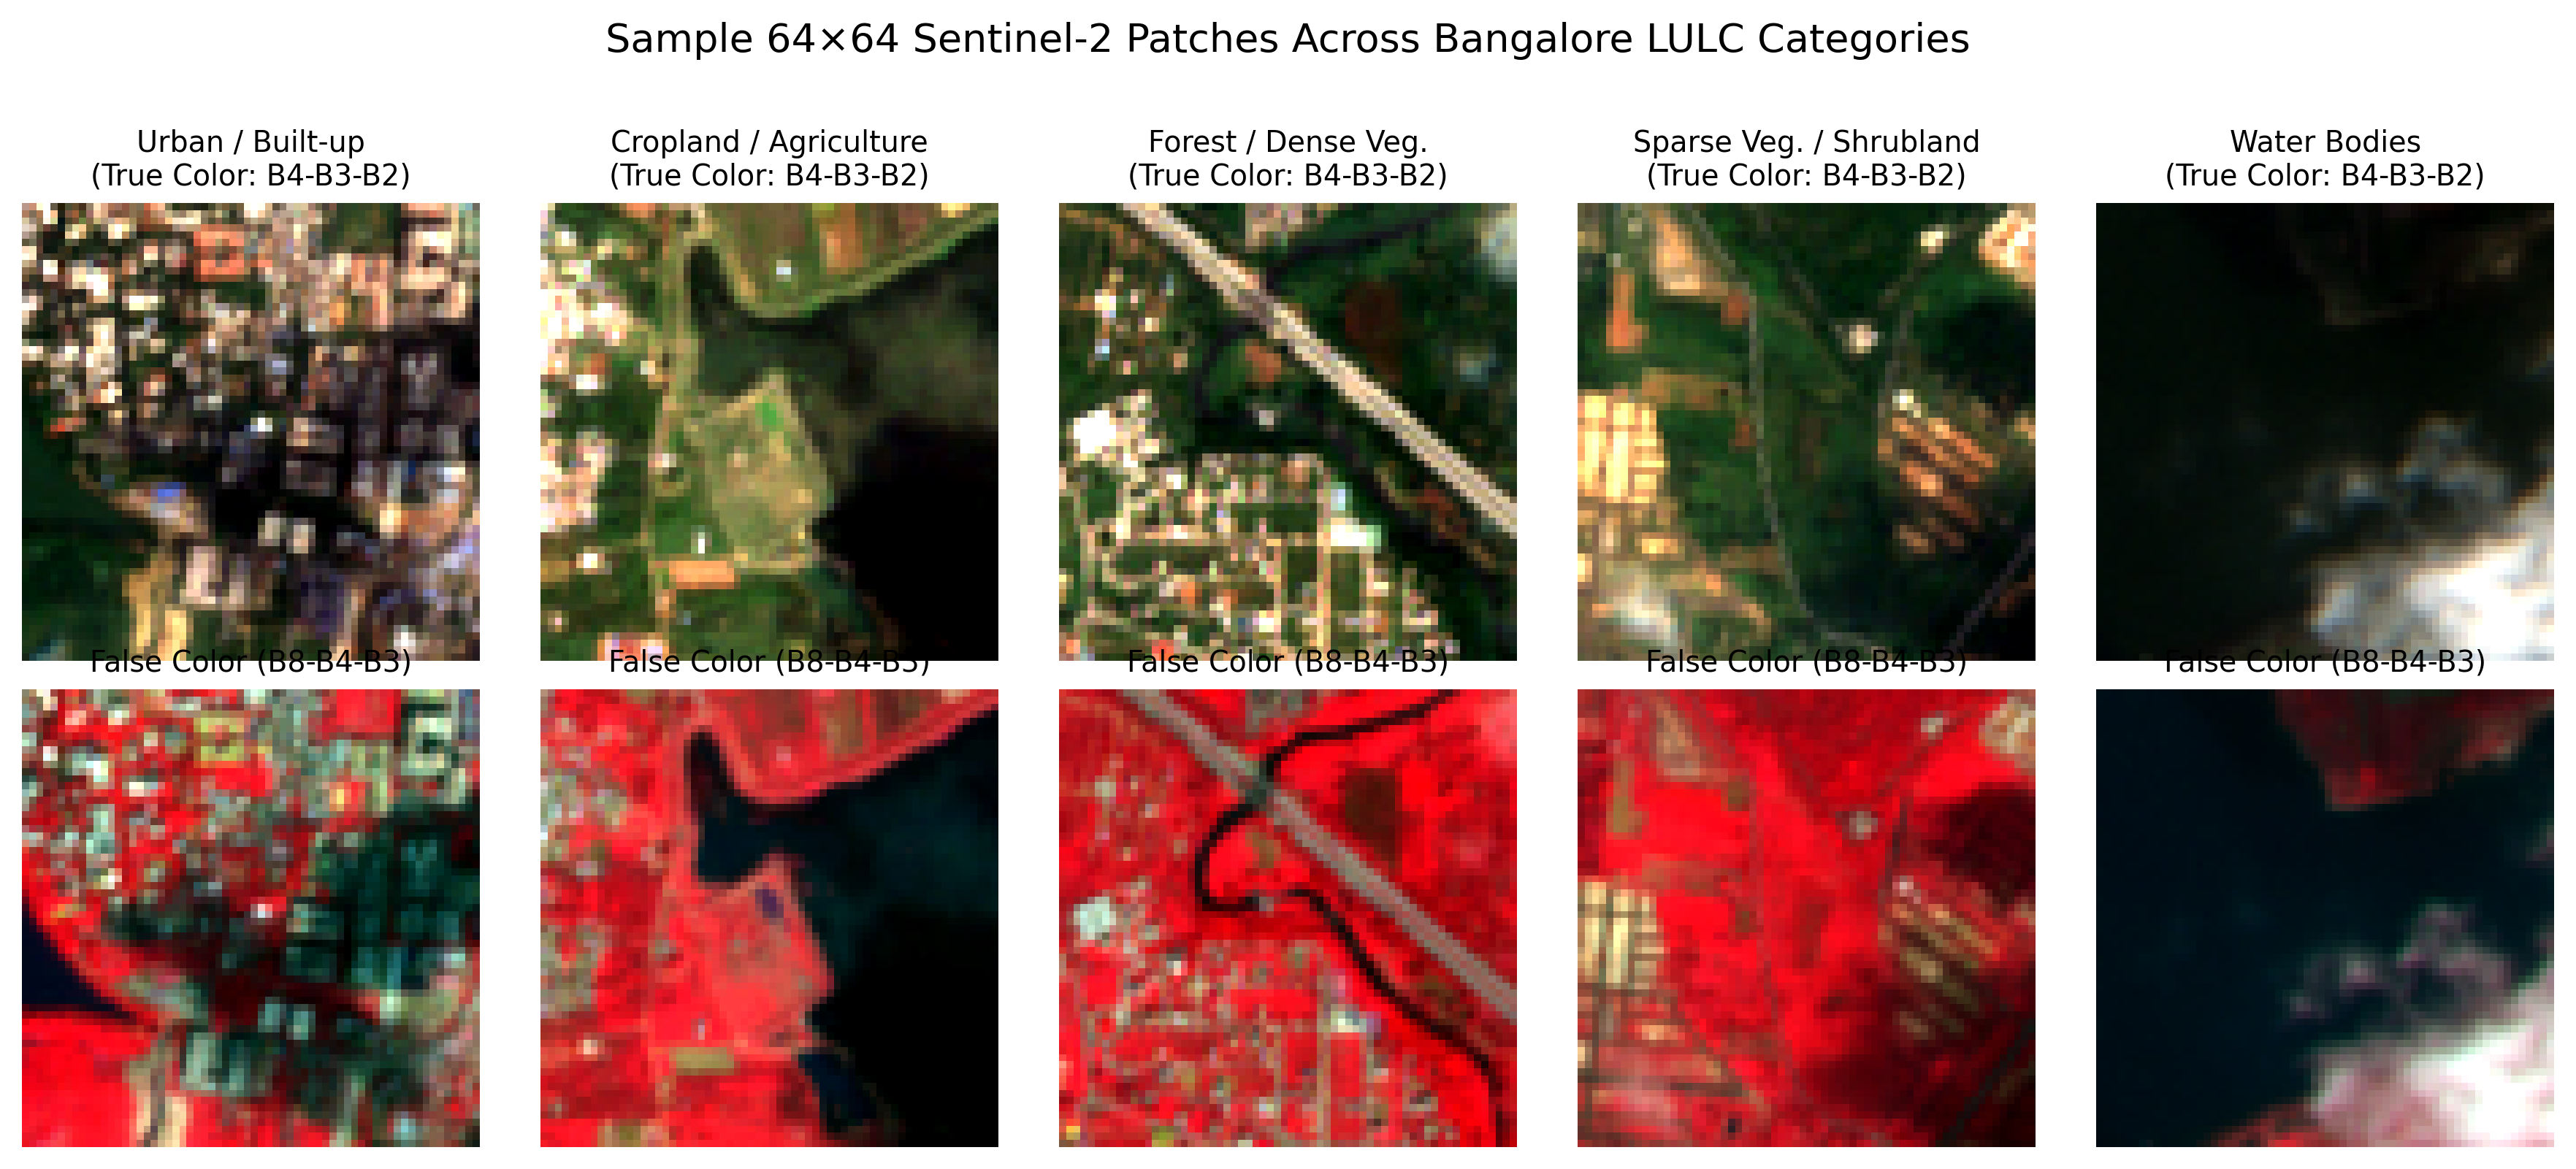 Sample 64×64 Sentinel-2 Patches Across Bangalore LULC Categories
Urban / Built-up
(True Color: B4-B3-B2)
Cropland / Agriculture
(True Color: B4-B3-B2)
Forest / Dense Veg.
(True Color: B4-B3-B2)
Sparse Veg. / Shrubland
(True Color: B4-B3-B2)
Water Bodies
(True Color: B4-B3-B2)
False Color (B8-B4-B3)
False Color (B8-B4-B3)
False Color (B8-B4-B3)
False Color (B8-B4-B3)
False Color (B8-B4-B3)